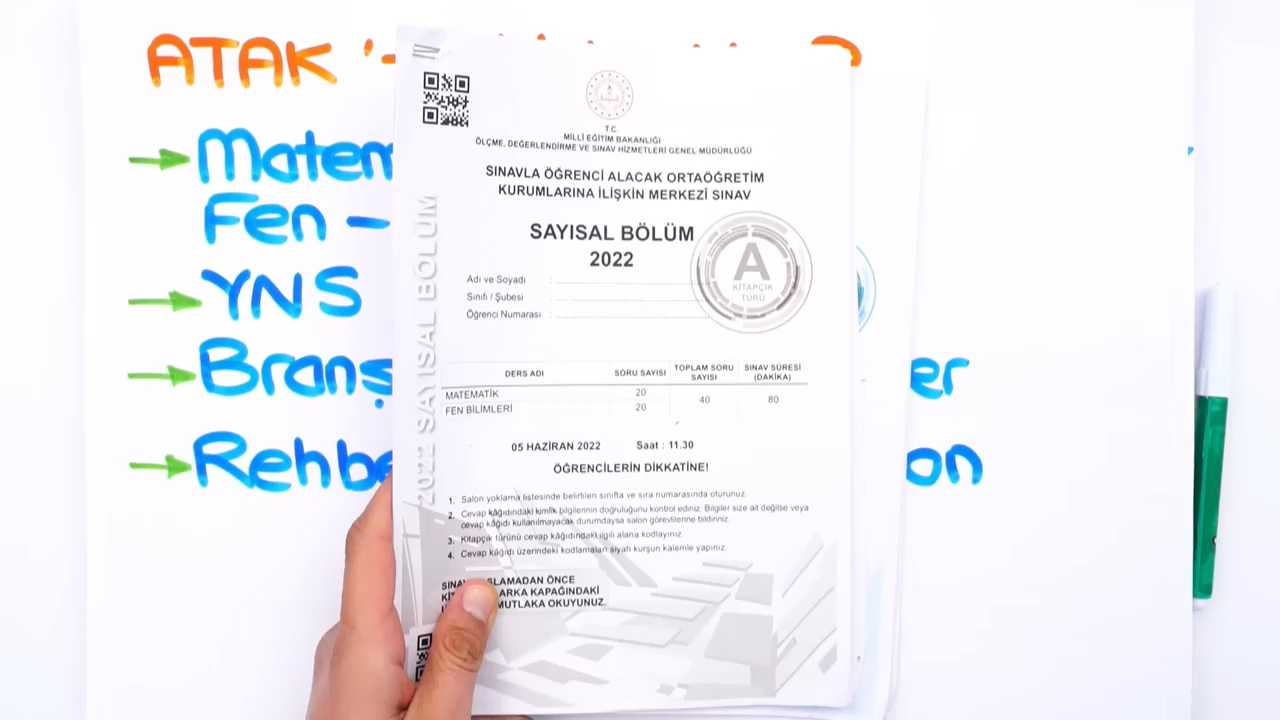 ATAK '
T.C.
MİLLÎ EĞİTİM BAKANLIĞI
ÖLÇME, DEĞERLENDİRME VE SINAV HİZMETLERİ GENEL MÜDÜRLÜĞÜ
SINAVLA ÖĞRENCİ ALACAK ORTAÖĞRETİM
KURUMLARINA İLİŞKİN MERKEZÎ SINAV
SAYISAL BÖLÜM
2022
A
KİTAPÇIK
TÜRÜ
Adı ve Soyadı :
Sınıfı / Şubesi :
Öğrenci Numarası :
2022 SAYISAL BÖLÜM
DERS ADI SORU SAYISI TOPLAM SORU SAYISI SINAV SÜRESİ (DAKİKA)
MATEMATİK 20 40 80
FEN BİLİMLERİ 20
05 HAZİRAN 2022 Saat : 11.30
ÖĞRENCİLERİN DİKKATİNE!
1. Salon yoklama listesinde belirtilen sınıfta ve sıra numarasında oturunuz.
2. Cevap kâğıdındaki kimlik bilgilerinin doğruluğunu kontrol ediniz. Bilgiler size ait değilse veya
cevap kâğıdı kullanılmayacak durumdaysa salon görevlilerine bildiriniz.
3. Kitapçık türünü cevap kâğıdındaki ilgili alana kodlayınız.
4. Cevap kâğıdı üzerindeki kodlamaları siyah kurşun kalemle yapınız.
SLAMADAN ÖNCE
ARKA KAPAĞINDAKİ
MUTLAKA OKUYUNUZ.
Matem
Fen –
YNS
Branş er
Rehbe on